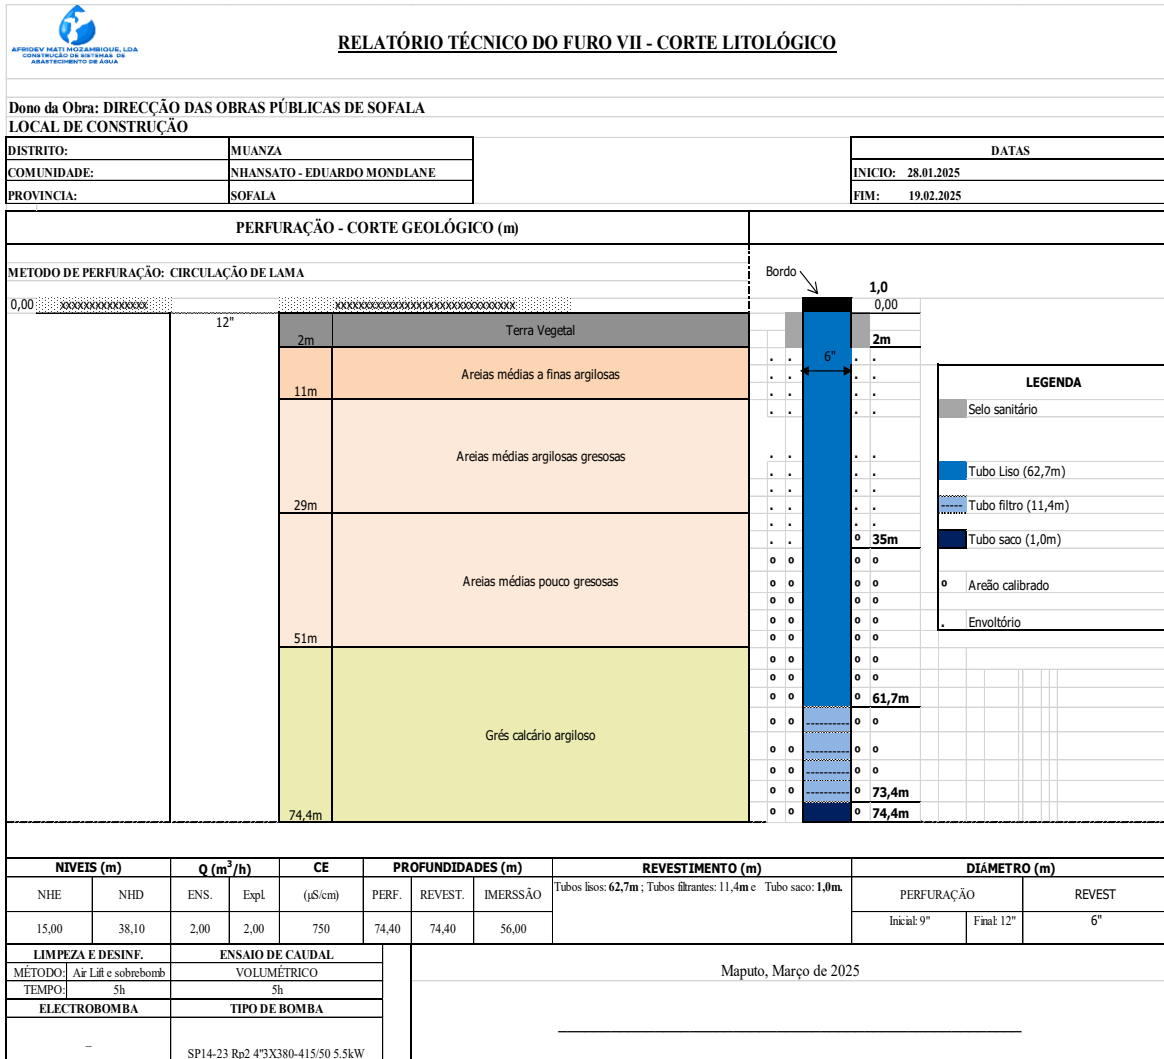 AFRIDEV MATI MOZAMBIQUE, LDA
CONSTRUÇÃO DE SISTEMAS DE
ABASTECIMENTO DE ÁGUA
RELATÓRIO TÉCNICO DO FURO VII - CORTE LITOLÓGICO
Dono da Obra: DIRECÇÃO DAS OBRAS PÚBLICAS DE SOFALA
LOCAL DE CONSTRUÇÃO
DISTRITO: MUANZA
COMUNIDADE: NHANSATO - EDUARDO MONDLANE
PROVINCIA: SOFALA
DATAS
INICIO: 28.01.2025
FIM: 19.02.2025
PERFURAÇÃO - CORTE GEOLÓGICO (m)
METODO DE PERFURAÇÃO: CIRCULAÇÃO DE LAMA
Bordo
1,0
0,00 xxxxxxxxxxxxxxx xxxxxxxxxxxxxxxxxxxxxxxxxxxxxxx 0,00
12"
Terra Vegetal
2m
2m
6"
Areias médias a finas argilosas
11m
Areias médias argilosas gresosas
29m
35m
Areias médias pouco gresosas
51m
61,7m
Grés calcário argiloso
73,4m
74,4m
74,4m
LEGENDA
Selo sanitário
Tubo Liso (62,7m)
Tubo filtro (11,4m)
Tubo saco (1,0m)
o Areão calibrado
. Envoltório
NIVEIS (m) Q (m³/h) CE PROFUNDIDADES (m) REVESTIMENTO (m) DIÁMETRO (m)
NHE NHD ENS. Expl. (µS/cm) PERF. REVEST. IMERSSÃO Tubos lisos: 62,7m ; Tubos filtrantes: 11,4m e Tubo saco: 1,0m. PERFURAÇÃO REVEST
15,00 38,10 2,00 2,00 750 74,40 74,40 56,00 Inicial: 9" Final: 12" 6"
LIMPEZA E DESINF. ENSAIO DE CAUDAL
MÉTODO: Air Lift e sobrebomb VOLUMÉTRICO
TEMPO: 5h 5h
ELECTROBOMBA TIPO DE BOMBA
– SP14-23 Rp2 4"3X380-415/50 5.5kW
Maputo, Março de 2025